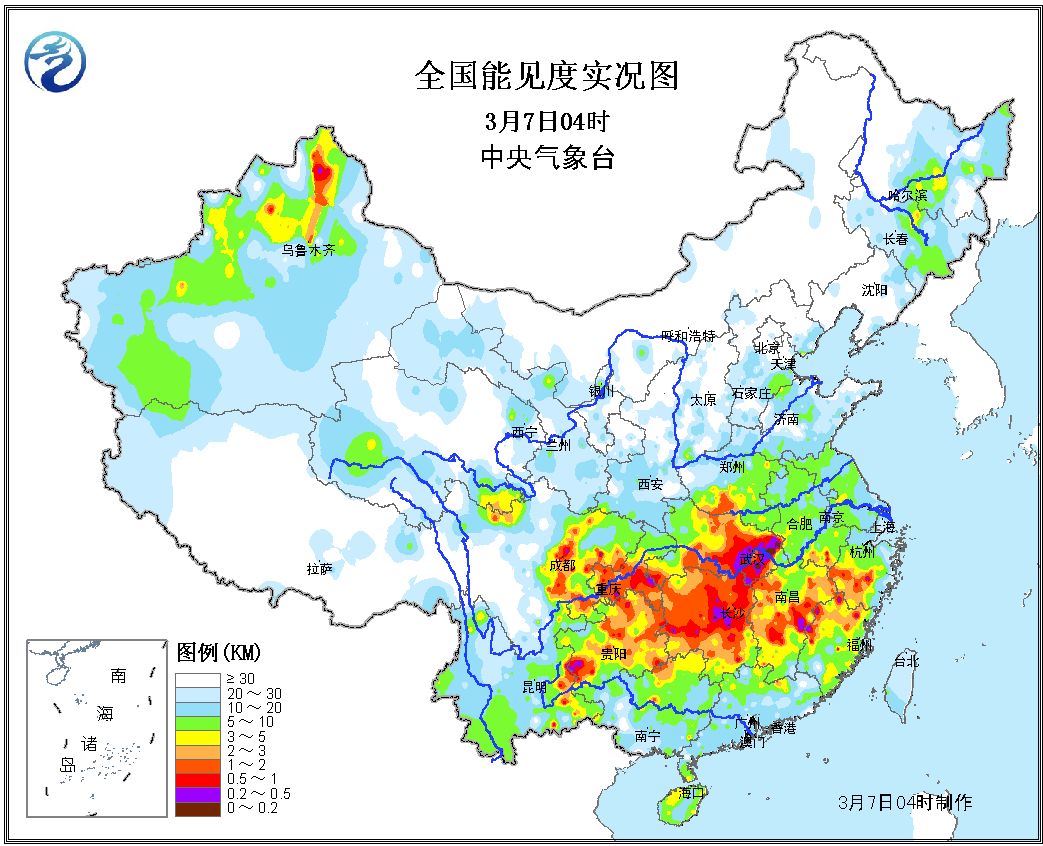 全国能见度实况图
3月7日04时
中央气象台
哈尔滨
长春
乌鲁木齐
沈阳
呼和浩特
北京
天津
银川
石家庄
太原
济南
西宁
兰州
郑州
西安
合肥
南京
上海
杭州
武汉
成都
拉萨
重庆
南昌
长沙
福州
贵阳
台北
昆明
广州
香港
南宁
澳门
海口
南
海
诸
岛
图例(KM)
≥30
20～30
10～20
5～10
3～5
2～3
1～2
0.5～1
0.2～0.5
0～0.2
3月7日04时制作